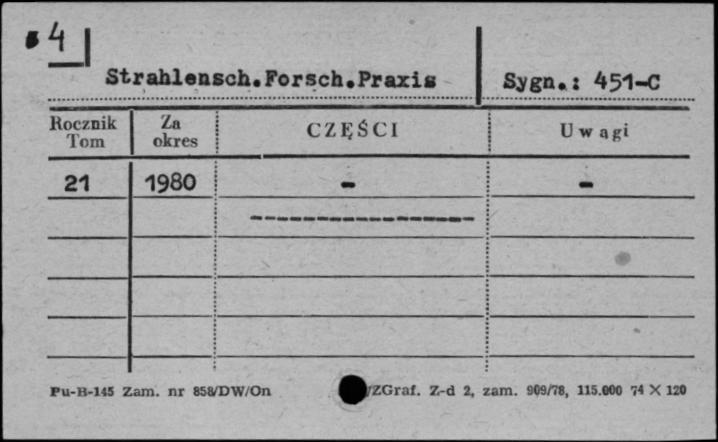 4
Strahlensch.Forsch.Praxis Sygn.: 451-C
Rocznik Tom Za okres CZĘŚCI Uwagi
21 1980 - -
-----------------
Pu-B-145 Zam. nr 858/DW/On ZGraf. Z-d 2, zam. 909/78, 115.000 74 × 120